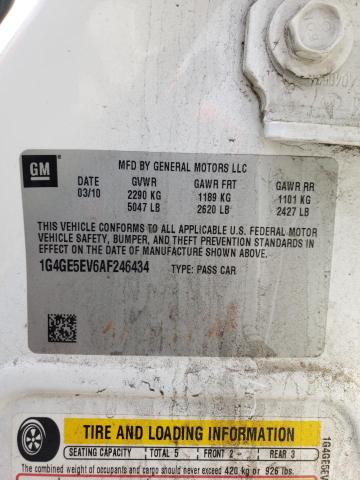 GM
MFD BY GENERAL MOTORS LLC
DATE GVWR GAWR FRT GAWR RR
03/10 2290 KG 1189 KG 1101 KG
5047 LB 2620 LB 2427 LB
THIS VEHICLE CONFORMS TO ALL APPLICABLE U.S. FEDERAL MOTOR
VEHICLE SAFETY, BUMPER, AND THEFT PREVENTION STANDARDS IN
EFFECT ON THE DATE OF MANUFACTURE SHOWN ABOVE.
1G4GE5EV6AF246434 TYPE: PASS CAR
TIRE AND LOADING INFORMATION
SEATING CAPACITY TOTAL 5 FRONT 2 REAR 3
The combined weight of occupants and cargo should never exceed 420 kg or 926 lbs.
1G4GE5EV